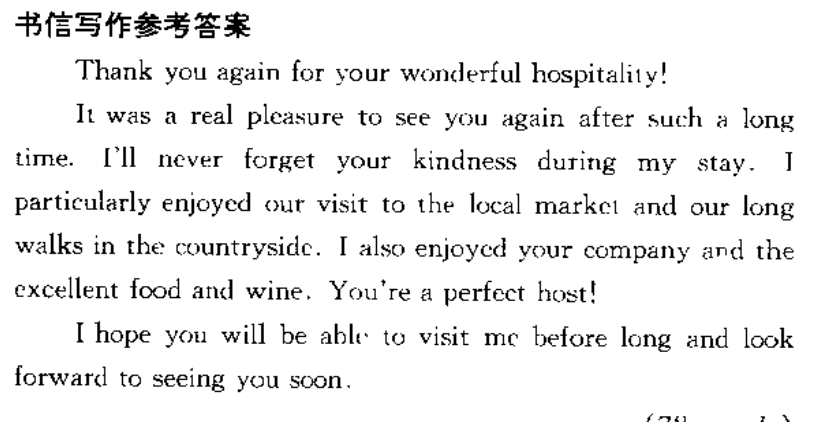 书信写作参考答案
Thank you again for your wonderful hospitality!
It was a real pleasure to see you again after such a long
time. I'll never forget your kindness during my stay. I
particularly enjoyed our visit to the local market and our long
walks in the countryside. I also enjoyed your company and the
excellent food and wine. You're a perfect host!
I hope you will be able to visit me before long and look
forward to seeing you soon.